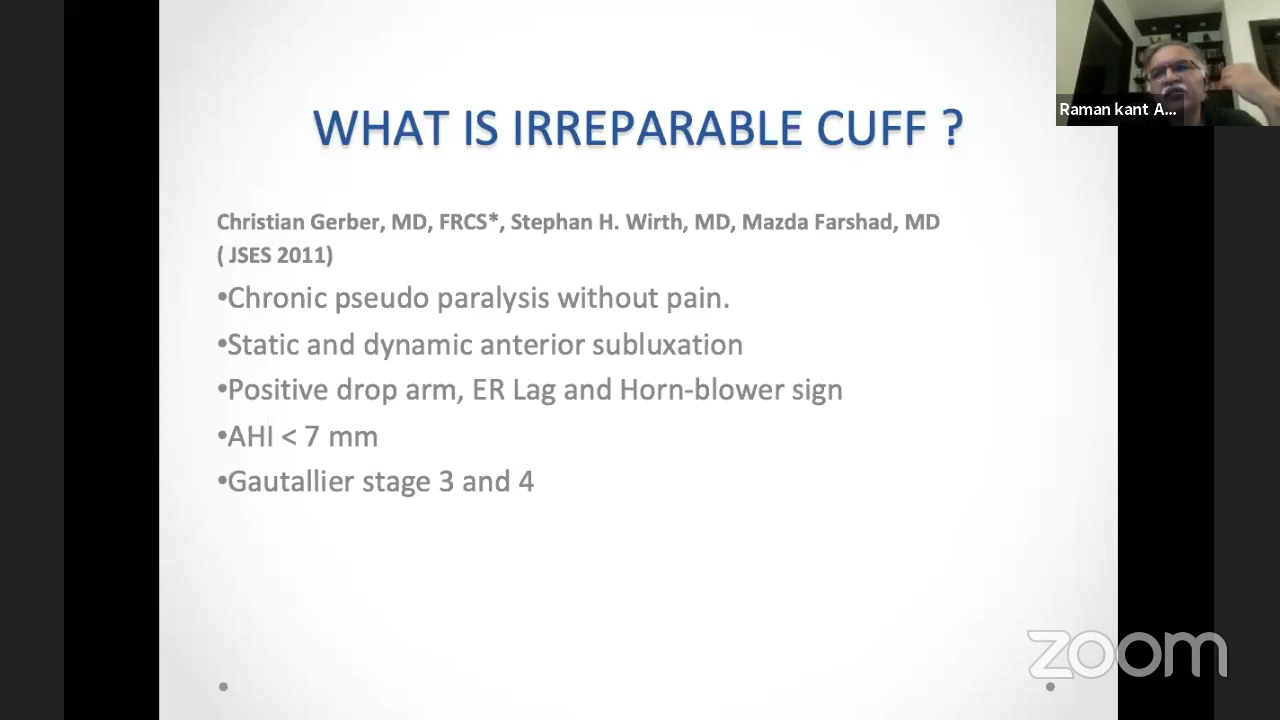 Raman kant A...
WHAT IS IRREPARABLE CUFF ?
Christian Gerber, MD, FRCS*, Stephan H. Wirth, MD, Mazda Farshad, MD
( JSES 2011)
•Chronic pseudo paralysis without pain.
•Static and dynamic anterior subluxation
•Positive drop arm, ER Lag and Horn-blower sign
•AHI < 7 mm
•Gautallier stage 3 and 4
zoom